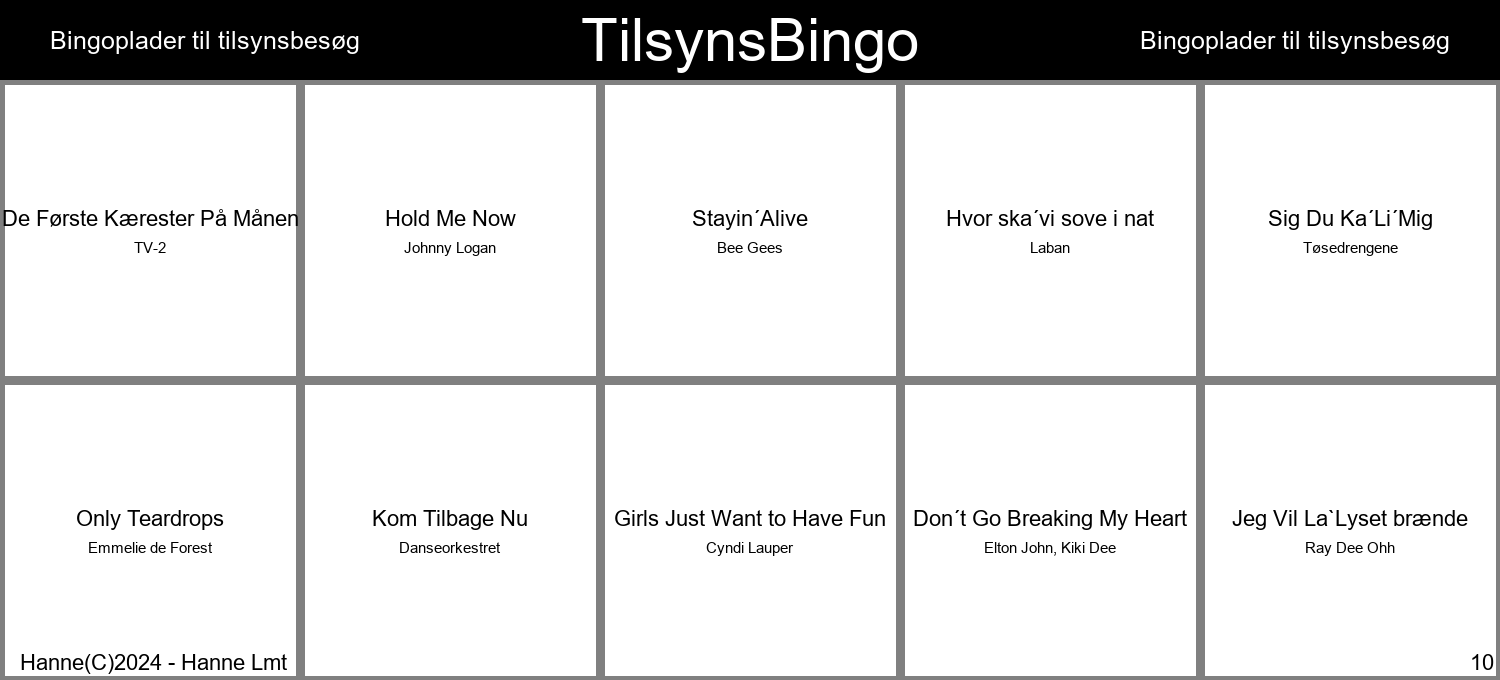 Bingoplader til tilsynsbesøg
TilsynsBingo
Bingoplader til tilsynsbesøg
De Første Kærester På Månen
TV-2
Hold Me Now
Johnny Logan
Stayin´Alive
Bee Gees
Hvor ska´vi sove i nat
Laban
Sig Du Ka´Li´Mig
Tøsedrengene
Only Teardrops
Emmelie de Forest
Kom Tilbage Nu
Danseorkestret
Girls Just Want to Have Fun
Cyndi Lauper
Don´t Go Breaking My Heart
Elton John, Kiki Dee
Jeg Vil La`Lyset brænde
Ray Dee Ohh
Hanne(C)2024 - Hanne Lmt
10